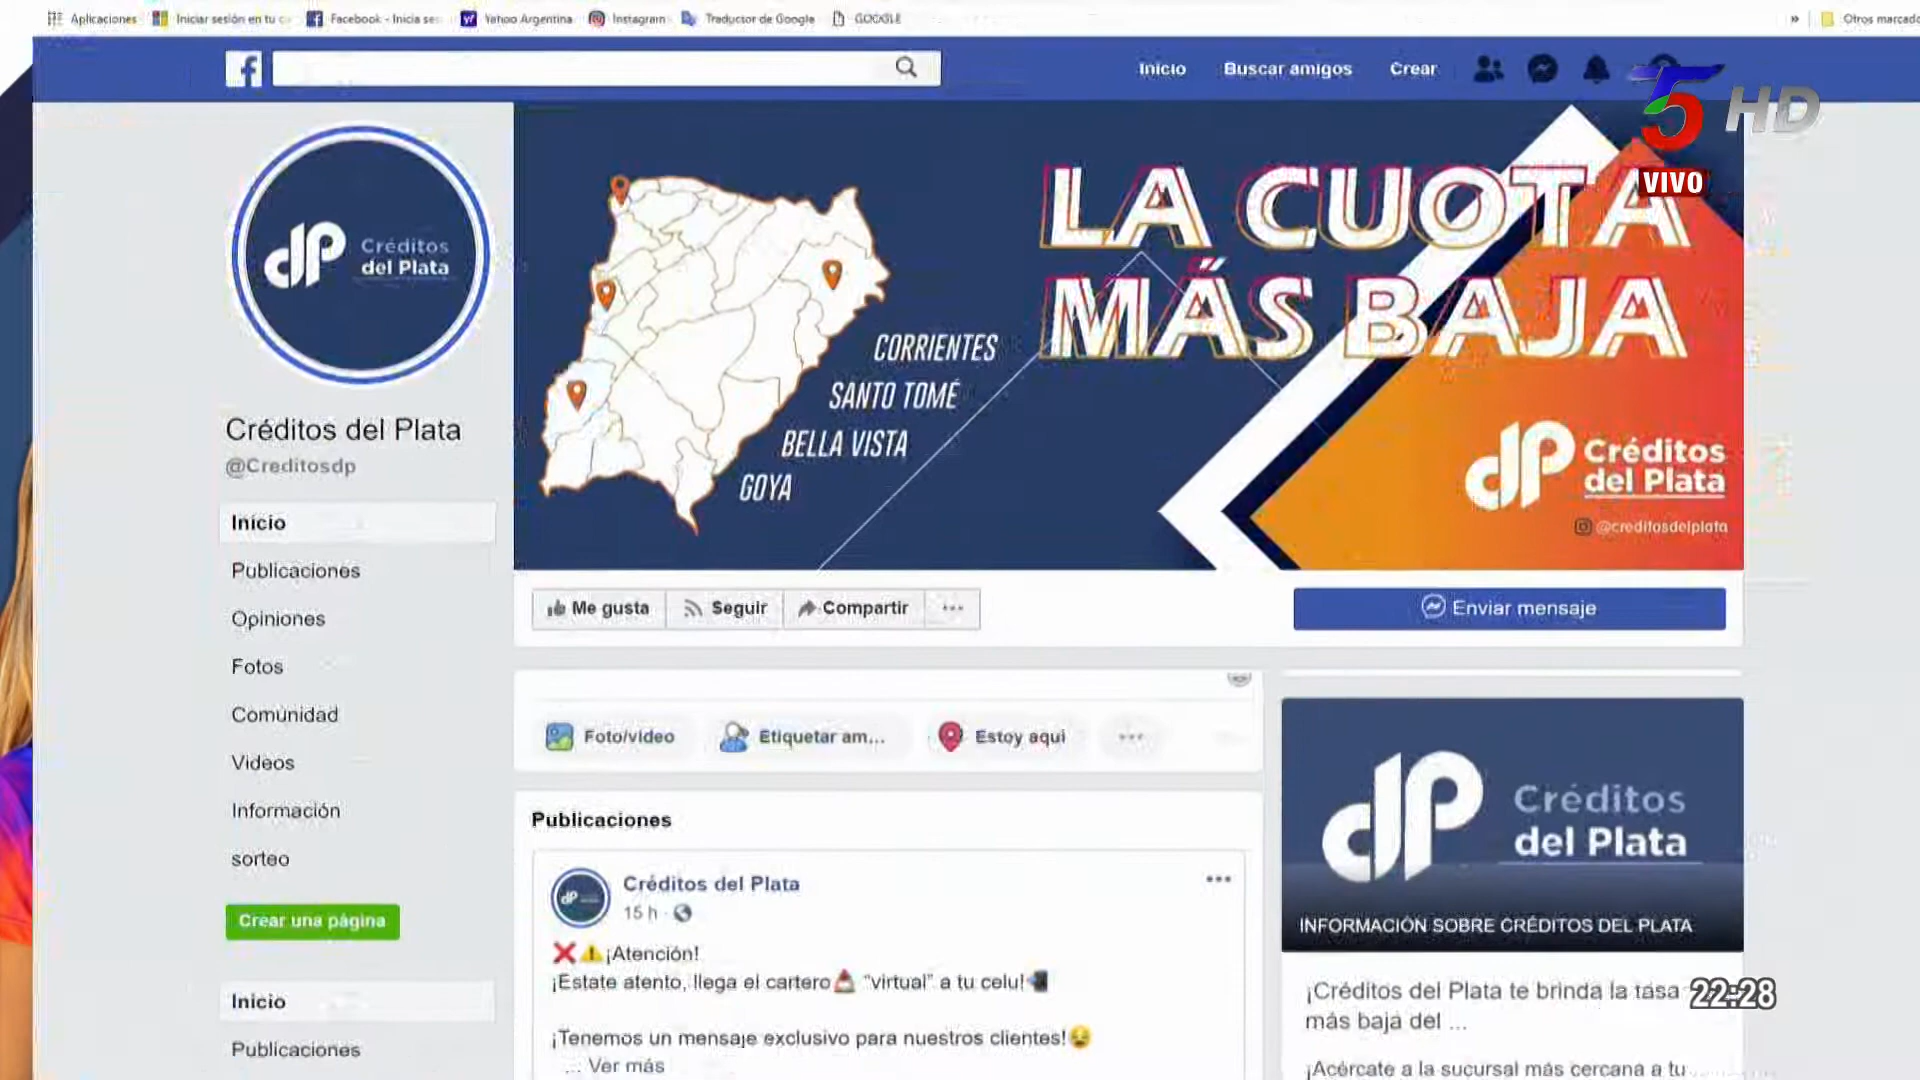 Aplicaciones
Iniciar sesión en tu c
Facebook - Inicia se
Yahoo Argentina
Instagram
Traductor de Google
GOOGLE
»
Otros marcado
Inicio
Buscar amigos
Crear
5 HD
VIVO
dp Créditos
del Plata
LA CUOTA
MÁS BAJA
CORRIENTES
SANTO TOMÉ
BELLA VISTA
GOYA
dp Créditos
del Plata
@creditosdelplata
Créditos del Plata
@Creditosdp
Inicio
Publicaciones
Opiniones
Fotos
Comunidad
Videos
Información
sorteo
Crear una página
Inicio
Publicaciones
Me gusta
Seguir
Compartir
...
Enviar mensaje
Foto/video
Etiquetar am...
Estoy aquí
...
Publicaciones
Créditos del Plata
15 h ·
¡Atención!
¡Estate atento, llega el cartero "virtual" a tu celu!
¡Tenemos un mensaje exclusivo para nuestros clientes!
... Ver más
dp Créditos
del Plata
INFORMACIÓN SOBRE CRÉDITOS DEL PLATA
¡Créditos del Plata te brinda la tasa
más baja del ...
¡Acércate a la sucursal más cercana a tu
22:28